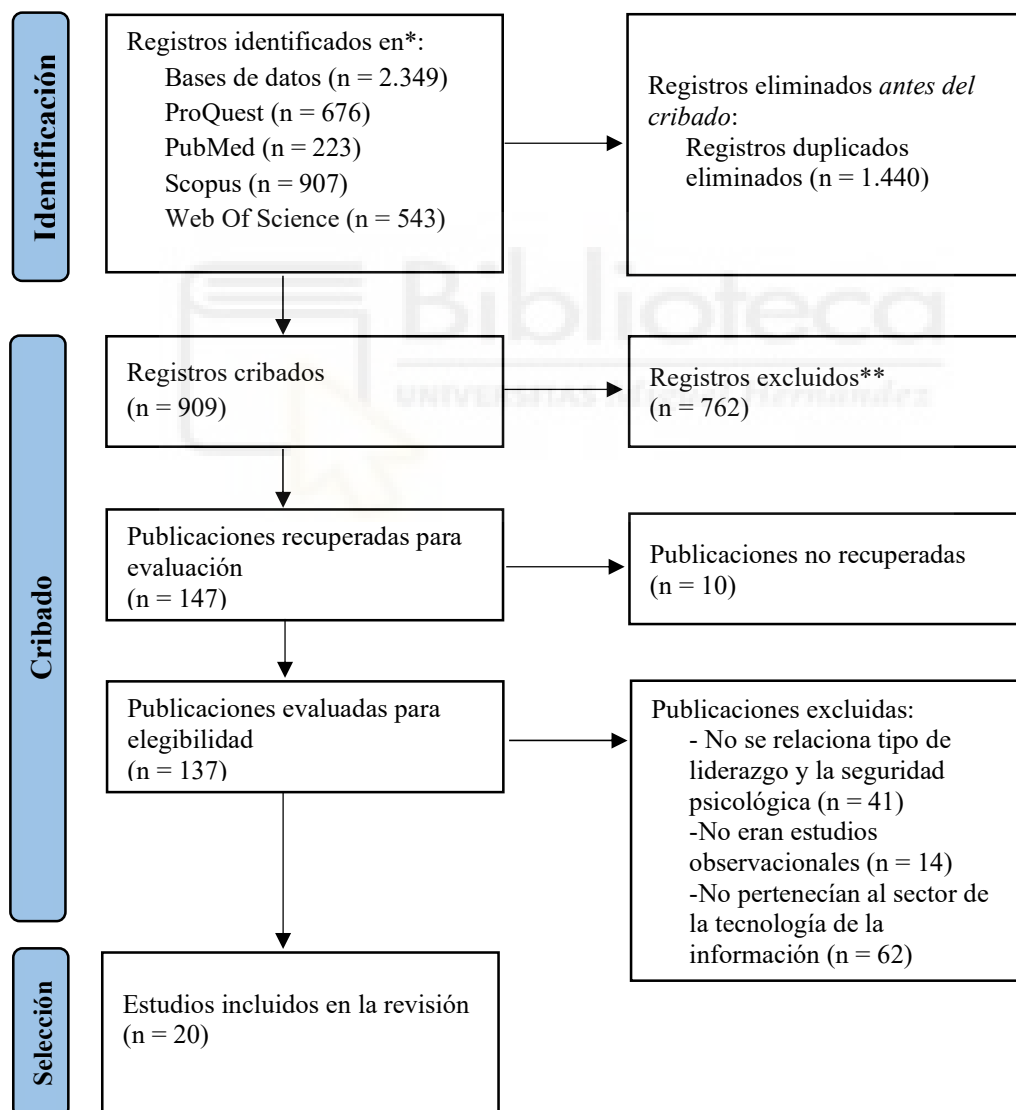 Identificación
Registros identificados en*:
Bases de datos (n = 2.349)
ProQuest (n = 676)
PubMed (n = 223)
Scopus (n = 907)
Web Of Science (n = 543)
Registros eliminados antes del
cribado:
Registros duplicados
eliminados (n = 1.440)
Biblioteca
UNIVERSITAS Miguel Hernández
Cribado
Registros cribados
(n = 909)
Registros excluidos**
(n = 762)
Publicaciones recuperadas para
evaluación
(n = 147)
Publicaciones no recuperadas
(n = 10)
Publicaciones evaluadas para
elegibilidad
(n = 137)
Publicaciones excluidas:
- No se relaciona tipo de
liderazgo y la seguridad
psicológica (n = 41)
-No eran estudios
observacionales (n = 14)
-No pertenecían al sector de
la tecnología de la
información (n = 62)
Selección
Estudios incluidos en la revisión
(n = 20)